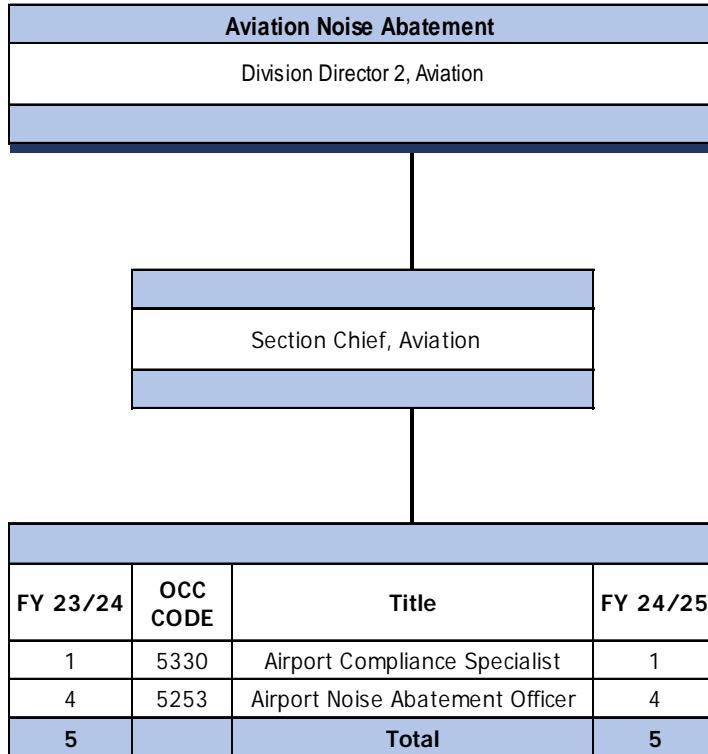 Aviation Noise Abatement
Division Director 2, Aviation
Section Chief, Aviation
FY 23/24 OCC CODE Title FY 24/25
1 5330 Airport Compliance Specialist 1
4 5253 Airport Noise Abatement Officer 4
5 Total 5